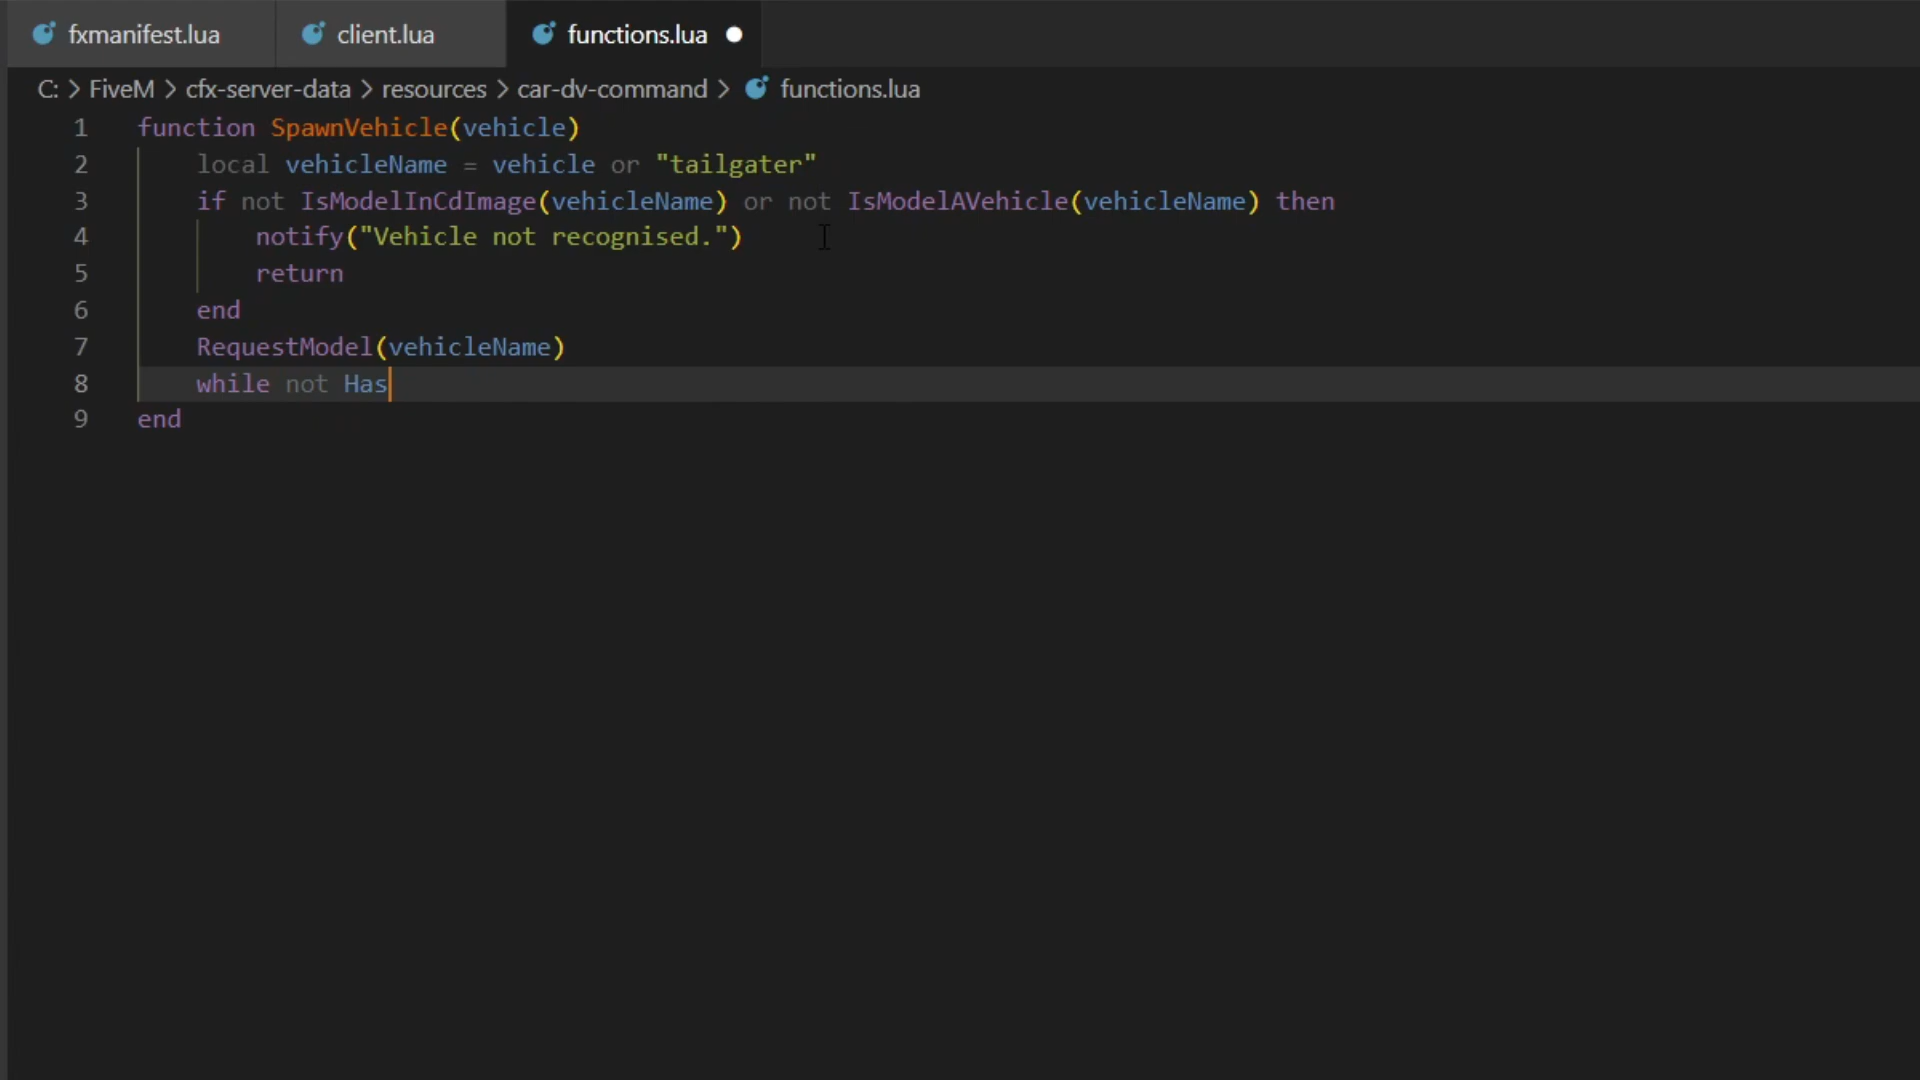 fxmanifest.lua client.lua functions.lua
C: > FiveM > cfx-server-data > resources > car-dv-command > functions.lua
1 function SpawnVehicle(vehicle)
2 local vehicleName = vehicle or "tailgater"
3 if not IsModelInCdImage(vehicleName) or not IsModelAVehicle(vehicleName) then
4 notify("Vehicle not recognised.")
5 return
6 end
7 RequestModel(vehicleName)
8 while not Has
9 end